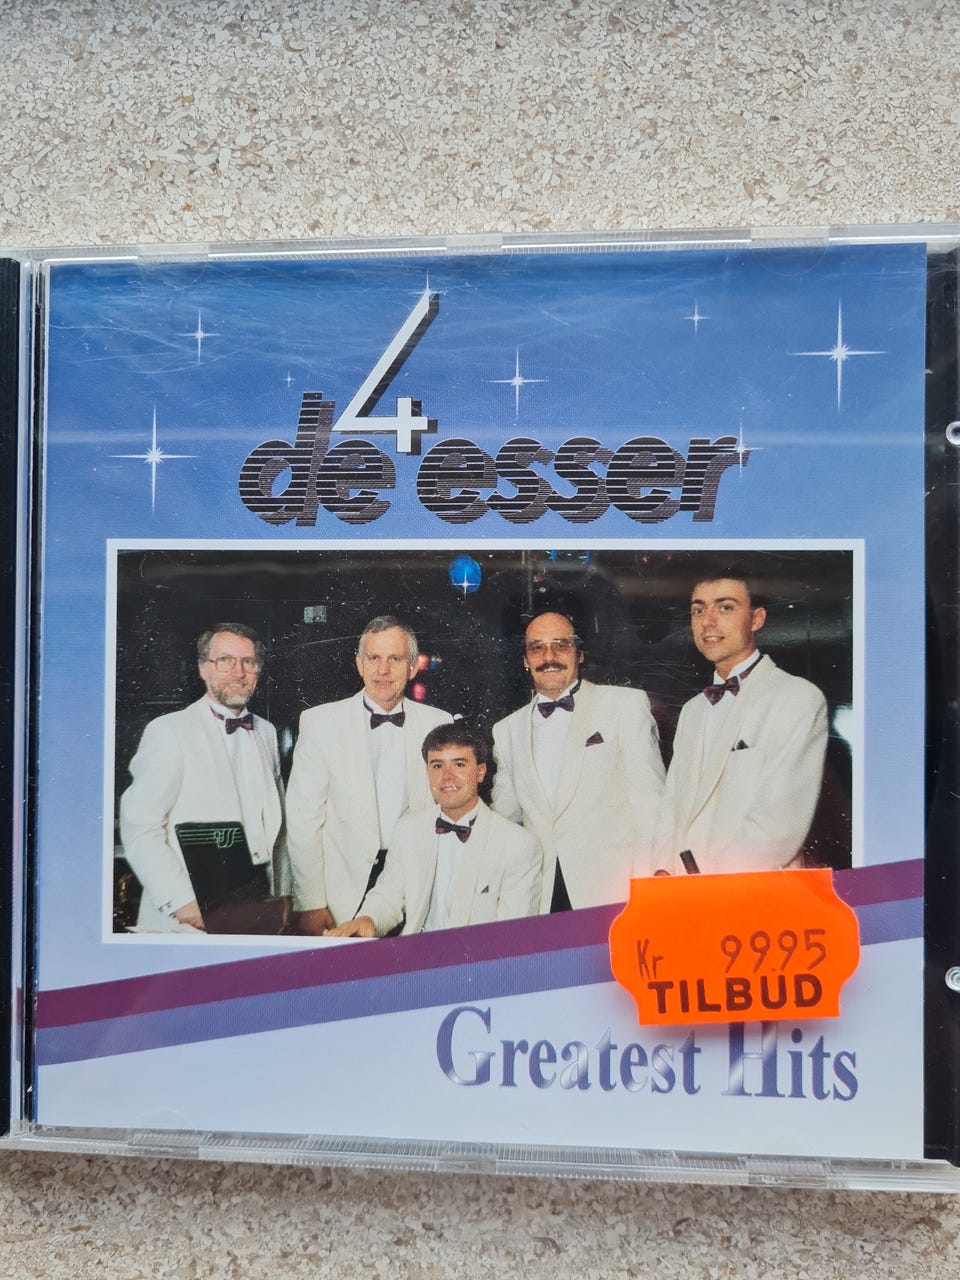 de 4 esser
Kr 99.95
TILBUD
Greatest Hits